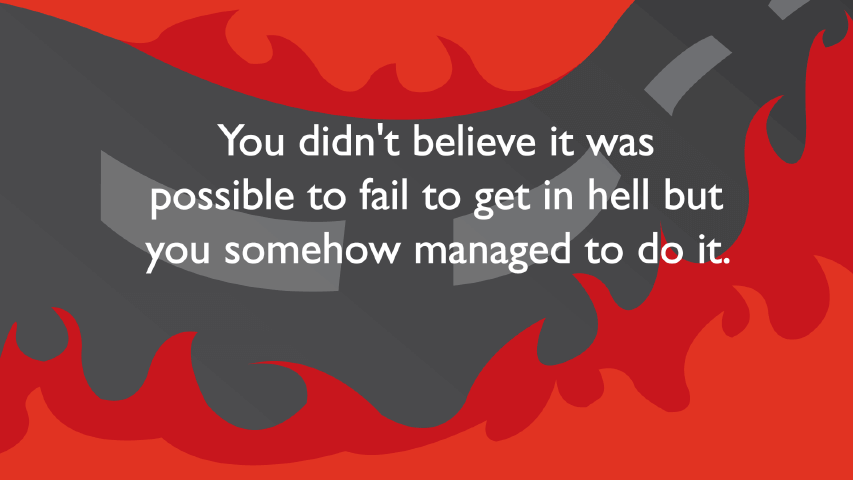 You didn't believe it was
possible to fail to get in hell but
you somehow managed to do it.